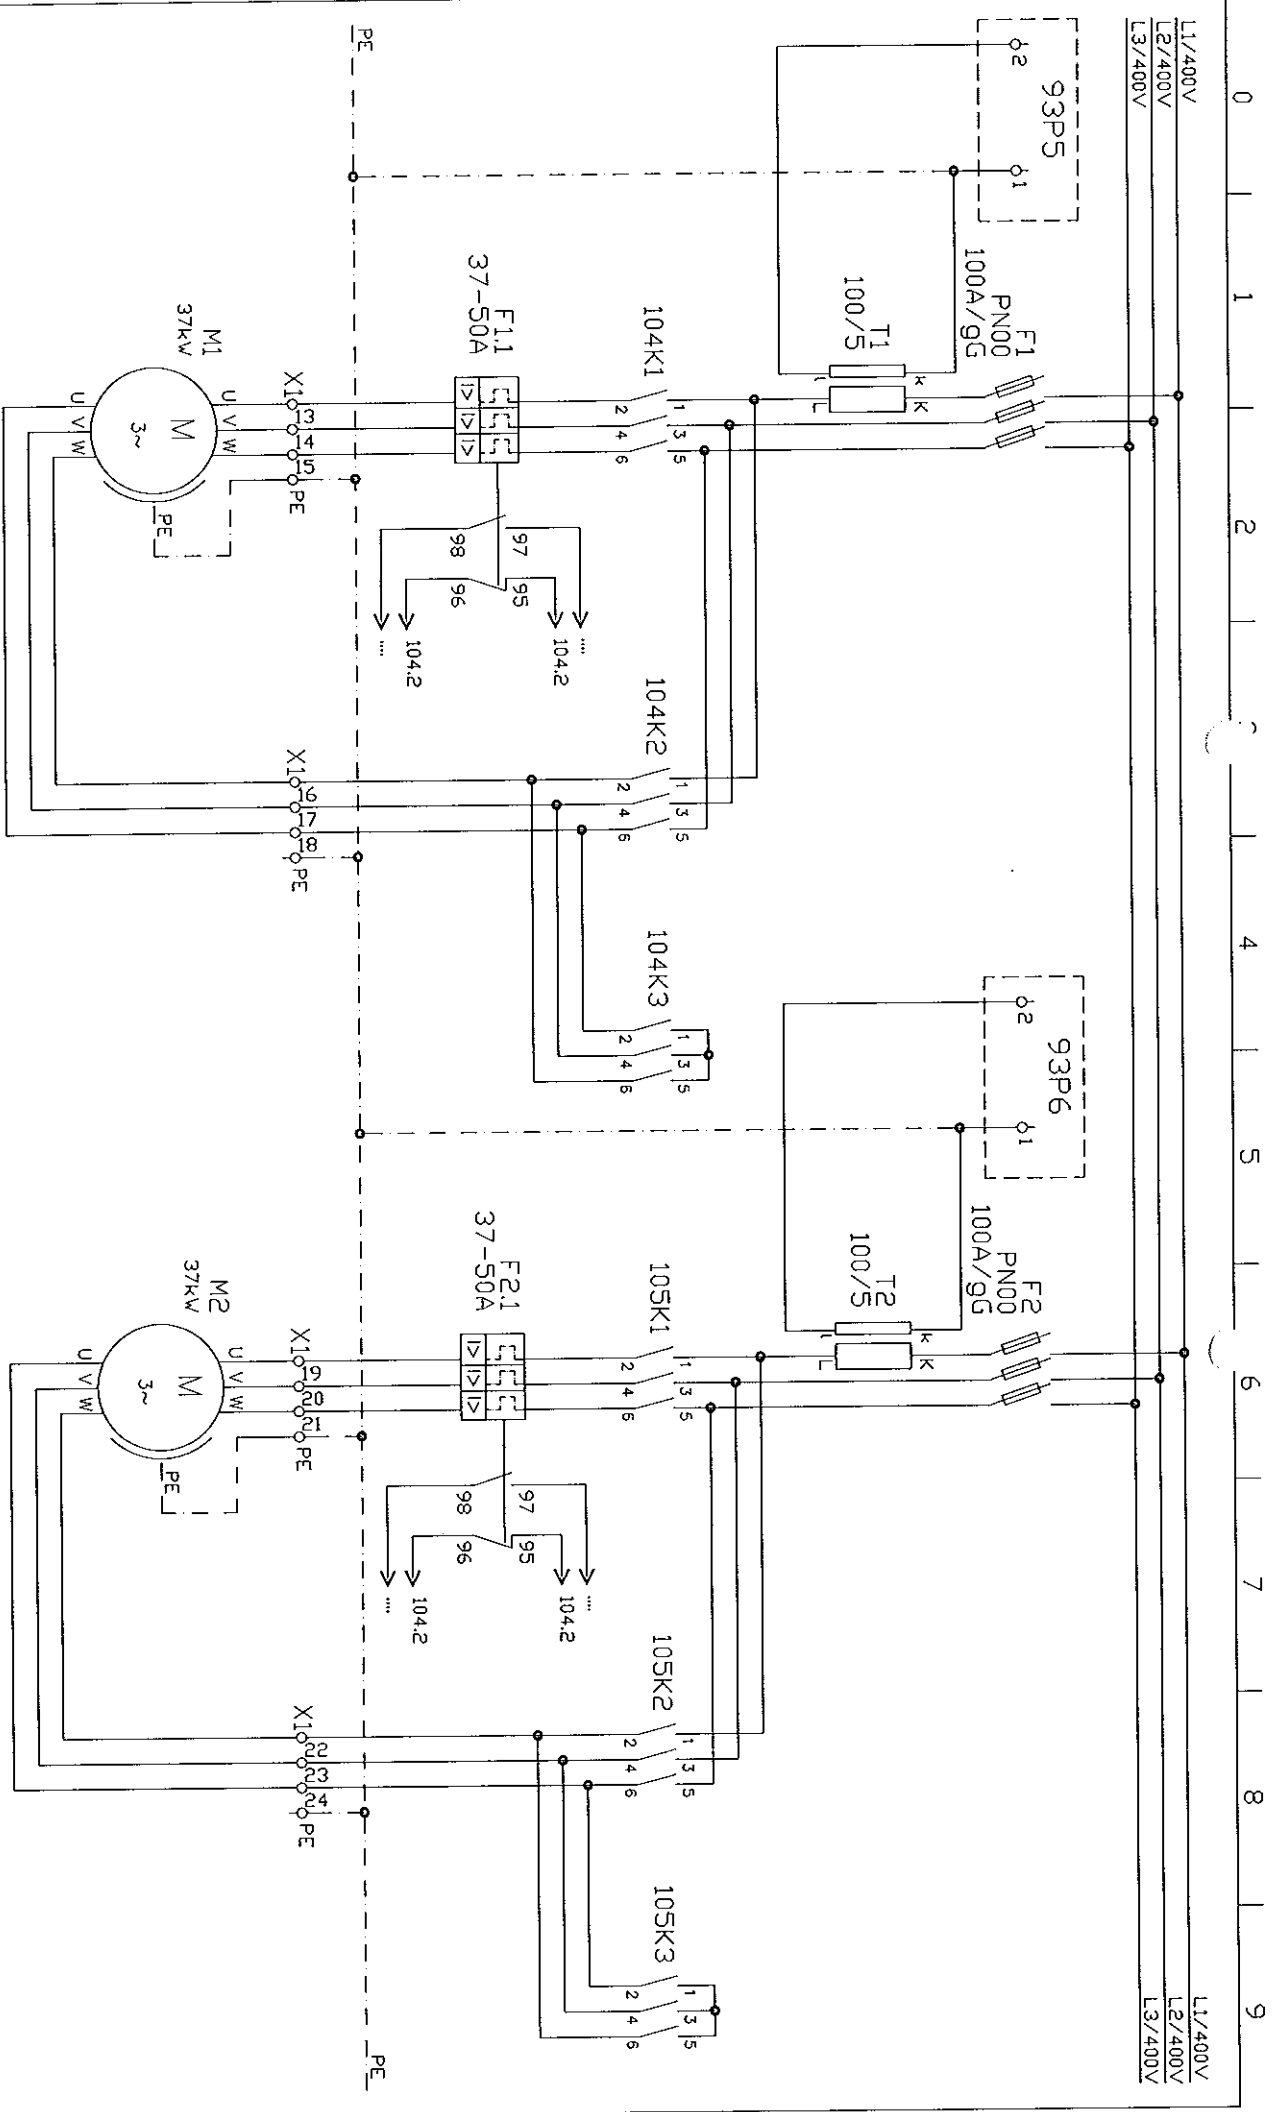 0
1
2
4
5
6
7
8
9
L1/400V
L2/400V
L3/400V
L1/400V
L2/400V
L3/400V
93P5
2
1
F1
PN00
100A/gG
T1
100/5
k
l
K
L
104K1
1
3
5
2
4
6
F1.1
37-50A
I>
I>
I>
97
98
95
96
....
104.2
104.2
....
PE
X1
13
14
15
PE
M1
37kW
U
V
W
M
3~
U
V
W
PE
104K2
1
3
5
2
4
6
X1
16
17
18
PE
104K3
1
3
5
2
4
6
93P6
2
1
F2
PN00
100A/gG
T2
100/5
k
l
K
L
105K1
1
3
5
2
4
6
F2.1
37-50A
I>
I>
I>
97
98
95
96
....
104.2
104.2
....
X1
19
20
21
PE
M2
37kW
U
V
W
M
3~
U
V
W
PE
105K2
1
3
5
2
4
6
X1
22
23
24
PE
105K3
1
3
5
2
4
6
PE